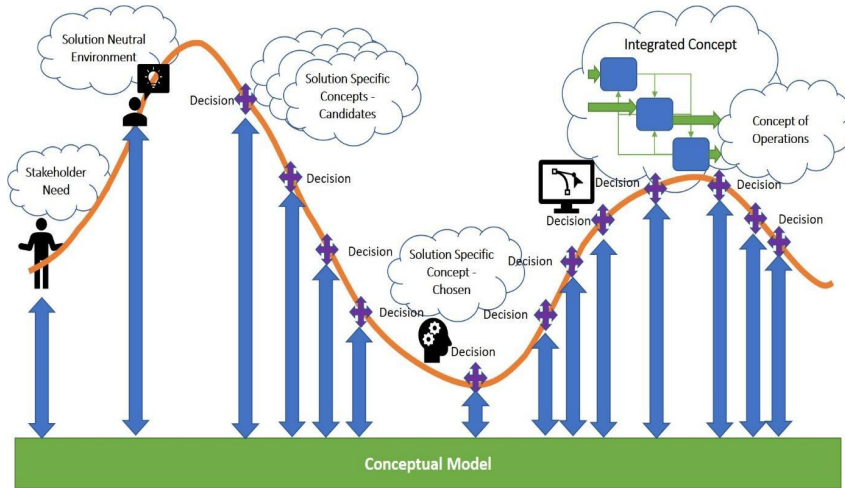 Solution Neutral
Environment
Decision
Solution Specific
Concepts -
Candidates
Integrated Concept
Concept of
Operations
Stakeholder
Need
Decision
Decision
Decision
Solution Specific
Concept -
Chosen
Decision
Decision
Decision
Decision
Decision
Decision
Decision
Decision
Conceptual Model